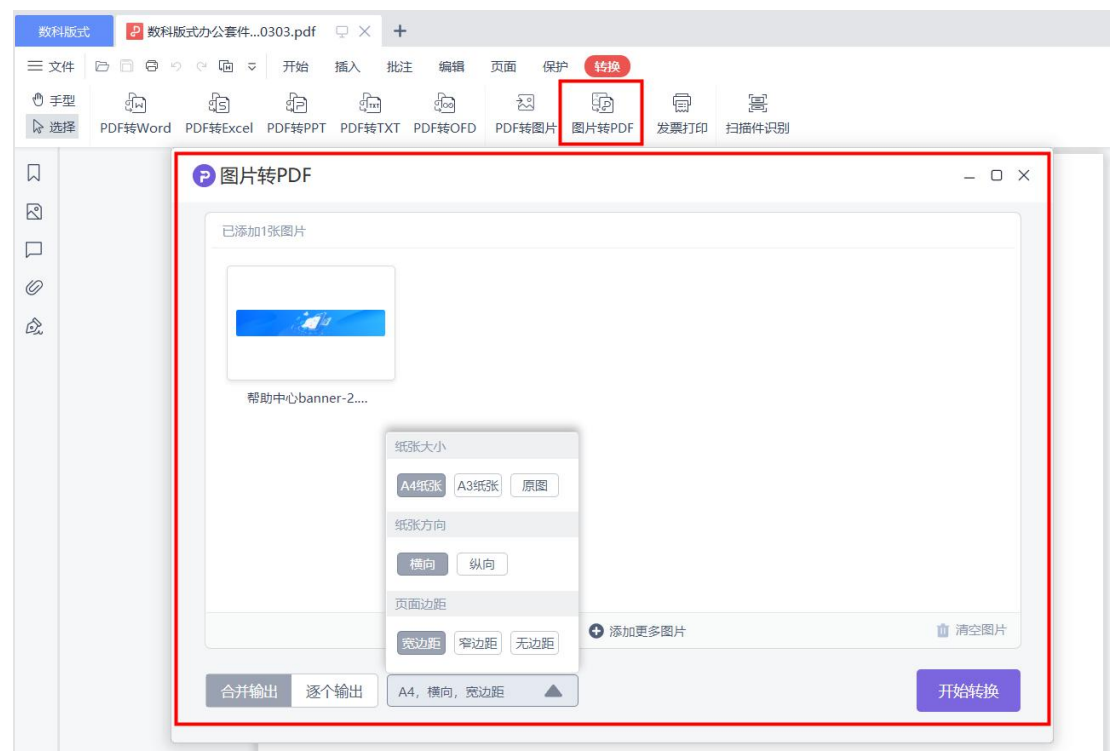 数科版式
数科版式办公套件...0303.pdf
文件 开始 插入 批注 编辑 页面 保护 转换
手型
选择
PDF转Word PDF转Excel PDF转PPT PDF转TXT PDF转OFD PDF转图片 图片转PDF 发票打印 扫描件识别
图片转PDF
已添加1张图片
帮助中心banner-2....
纸张大小
A4纸张 A3纸张 原图
纸张方向
横向 纵向
页面边距
宽边距 窄边距 无边距
添加更多图片 清空图片
合并输出 逐个输出 A4, 横向, 宽边距 开始转换